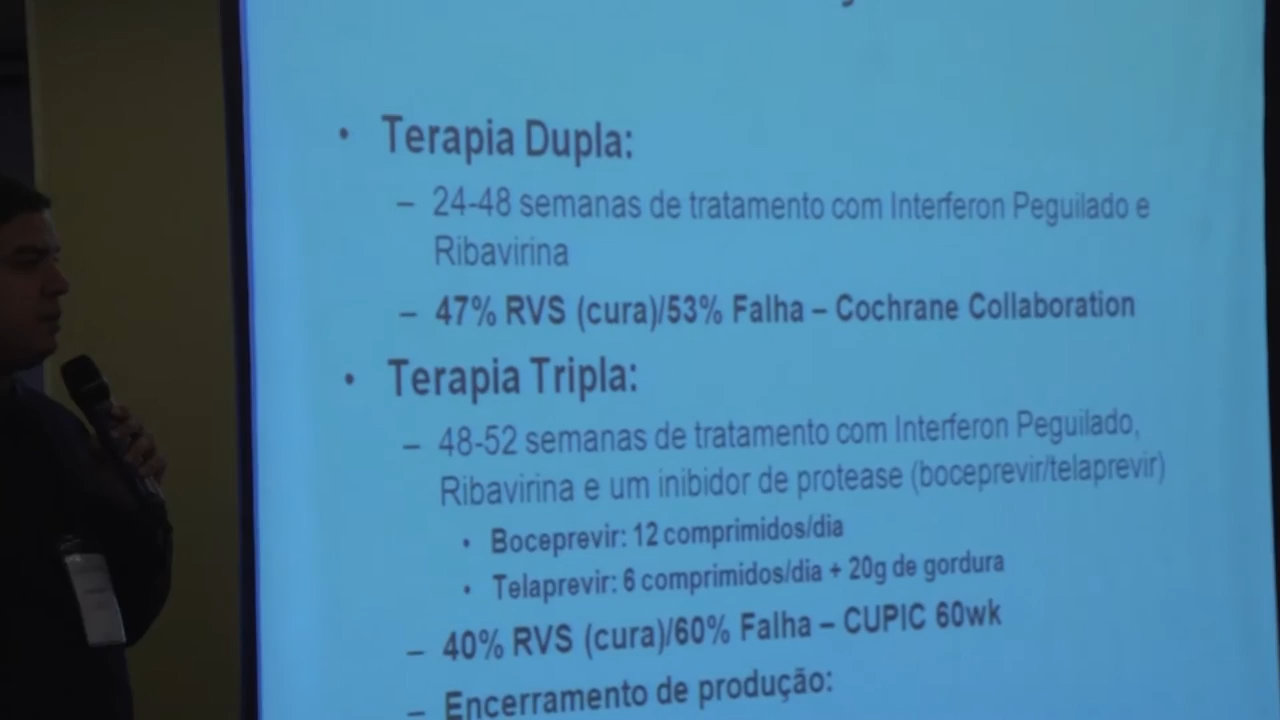 • Terapia Dupla:
– 24-48 semanas de tratamento com Interferon Peguilado e
Ribavirina
– 47% RVS (cura)/53% Falha – Cochrane Collaboration
• Terapia Tripla:
– 48-52 semanas de tratamento com Interferon Peguilado,
Ribavirina e um inibidor de protease (boceprevir/telaprevir)
• Boceprevir: 12 comprimidos/dia
• Telaprevir: 6 comprimidos/dia + 20g de gordura
– 40% RVS (cura)/60% Falha – CUPIC 60wk
– Encerramento de produção: